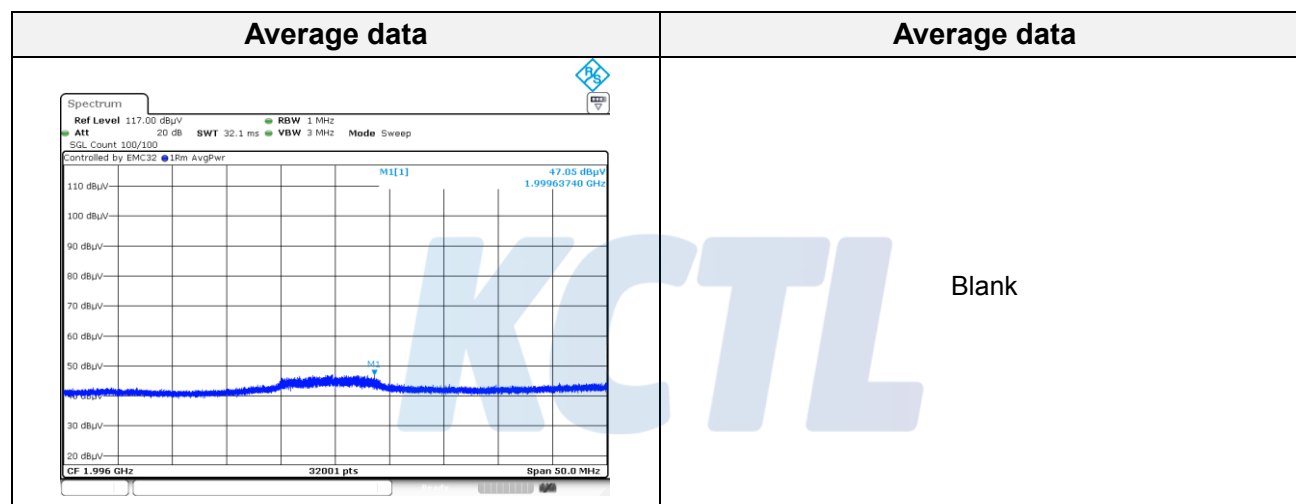 Average data
Average data
R&S
Spectrum
Ref Level 117.00 dBµV RBW 1 MHz
Att 20 dB SWT 32.1 ms VBW 3 MHz Mode Sweep
SGL Count 100/100
Controlled by EMC32 1Rm AvgPwr
M1[1] 47.05 dBµV
1.99963740 GHz
110 dBµV
100 dBµV
90 dBµV
80 dBµV
70 dBµV
60 dBµV
50 dBµV
M1
40 dBµV
30 dBµV
20 dBµV
CF 1.996 GHz 32001 pts Span 50.0 MHz
Blank
KCTL